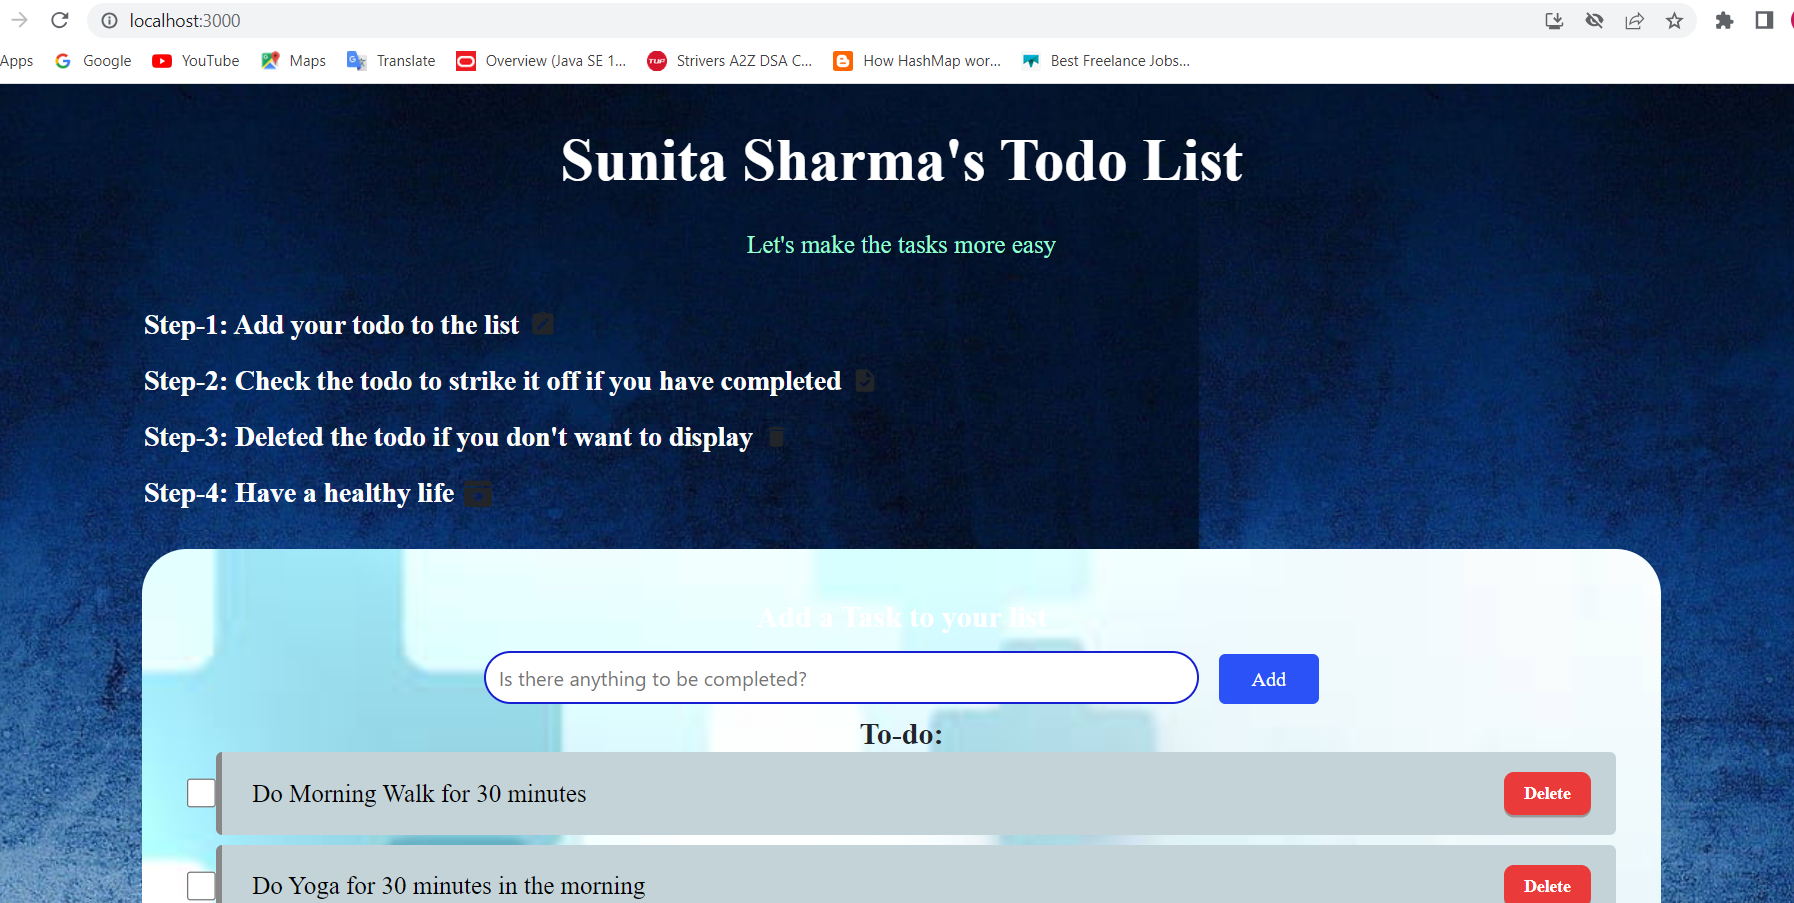 localhost:3000
Apps Google YouTube Maps Translate Overview (Java SE 1... Strivers A2Z DSA C... How HashMap wor... Best Freelance Jobs...
Sunita Sharma's Todo List
Let's make the tasks more easy
Step-1: Add your todo to the list
Step-2: Check the todo to strike it off if you have completed
Step-3: Deleted the todo if you don't want to display
Step-4: Have a healthy life
Add a Task to your list
Is there anything to be completed? Add
To-do:
Do Morning Walk for 30 minutes Delete
Do Yoga for 30 minutes in the morning Delete